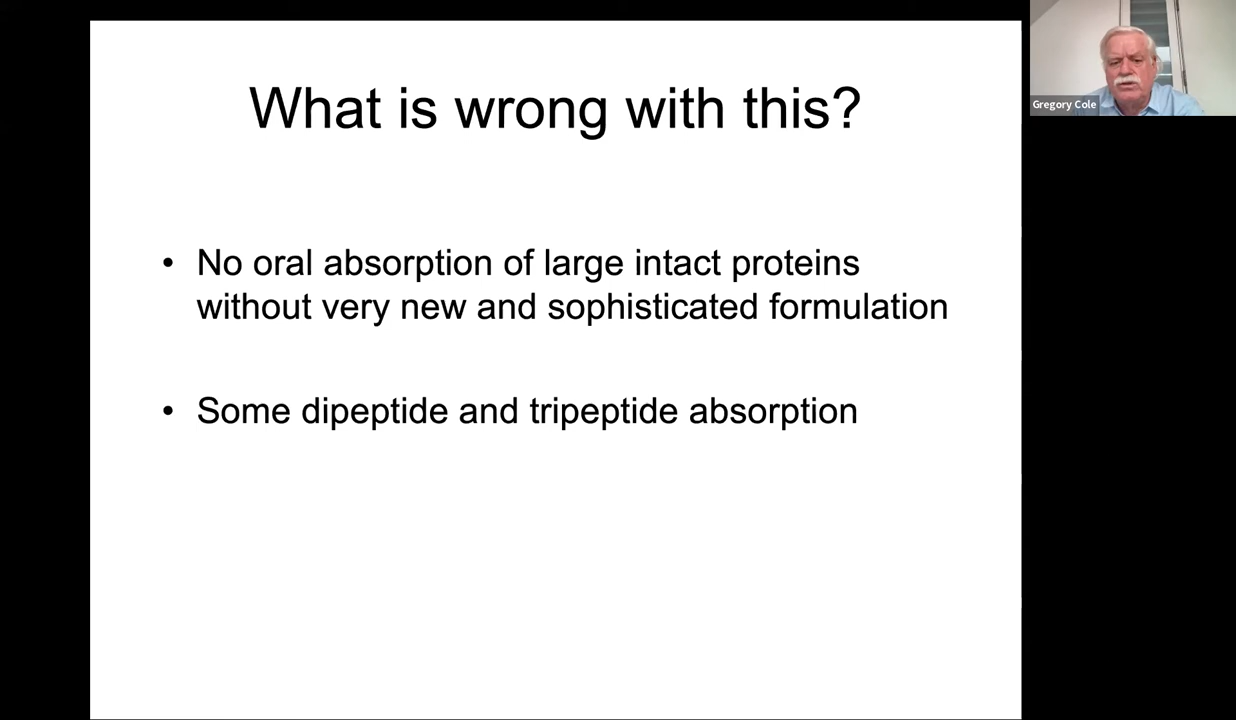 What is wrong with this?
• No oral absorption of large intact proteins
without very new and sophisticated formulation
• Some dipeptide and tripeptide absorption
Gregory Cole